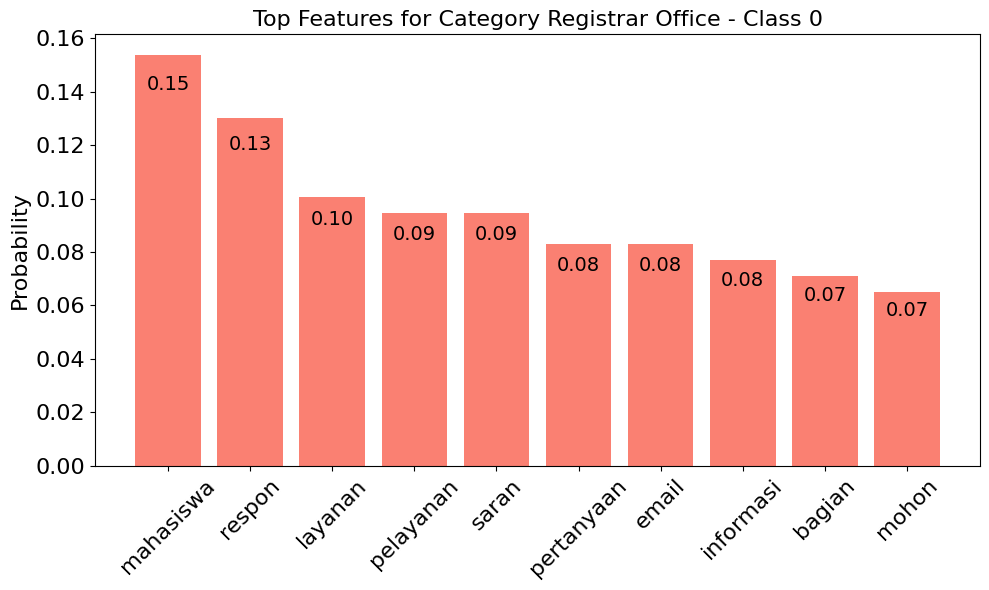 Top Features for Category Registrar Office - Class 0
Probability
0.16
0.14
0.12
0.10
0.08
0.06
0.04
0.02
0.00
0.15
0.13
0.10
0.09
0.09
0.08
0.08
0.08
0.07
0.07
mahasiswa
respon
layanan
pelayanan
saran
pertanyaan
email
informasi
bagian
mohon